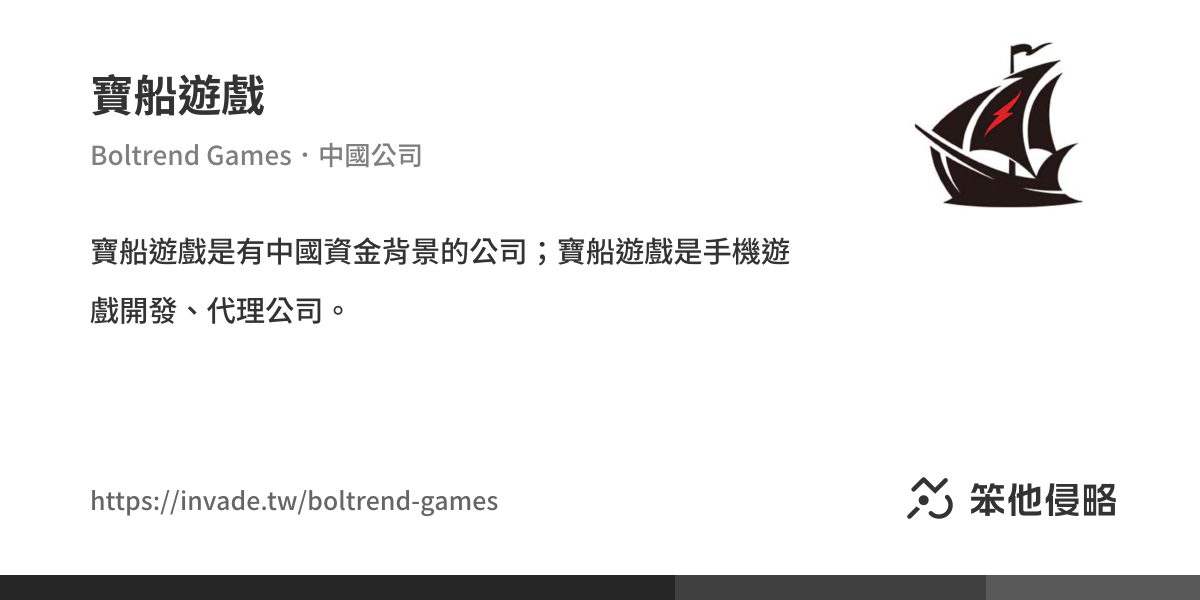 寶船遊戲
Boltrend Games・中國公司
寶船遊戲是有中國資金背景的公司；寶船遊戲是手機遊
戲開發、代理公司。
https://invade.tw/boltrend-games
笨他侵略